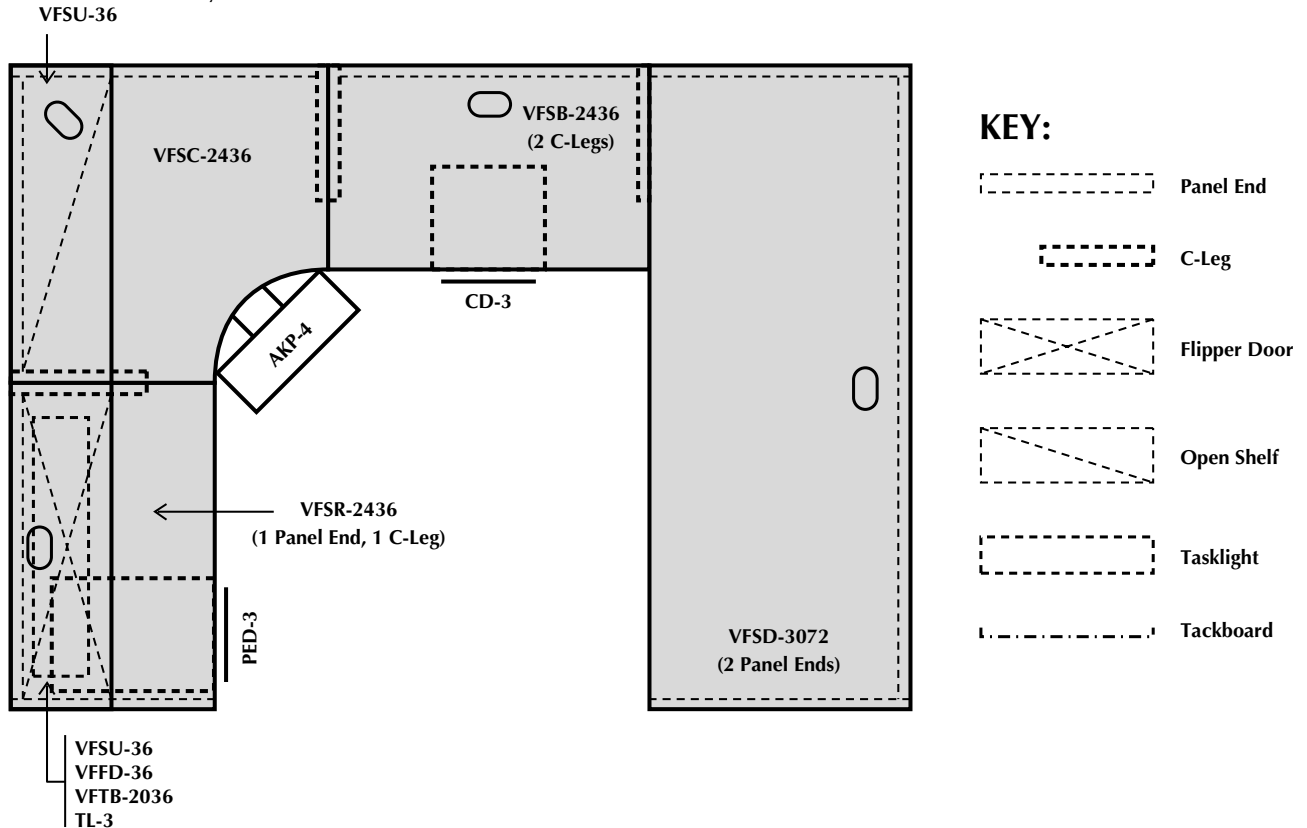 VFSU-36
VFSC-2436
VFSB-2436
(2 C-Legs)
CD-3
AKP-4
VFSR-2436
(1 Panel End, 1 C-Leg)
PED-3
VFSD-3072
(2 Panel Ends)
VFSU-36
VFFD-36
VFTB-2036
TL-3
KEY:
Panel End
C-Leg
Flipper Door
Open Shelf
Tasklight
Tackboard